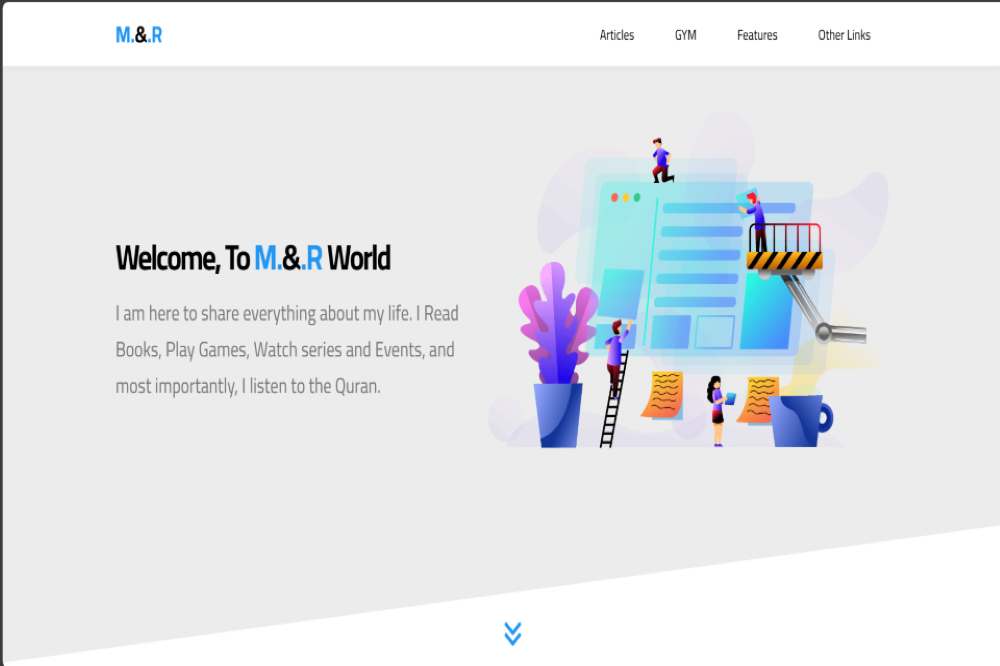 M.&.R
Articles GYM Features Other Links
Welcome, To M.&.R World
I am here to share everything about my life. I Read
Books, Play Games, Watch series and Events, and
most importantly, I listen to the Quran.